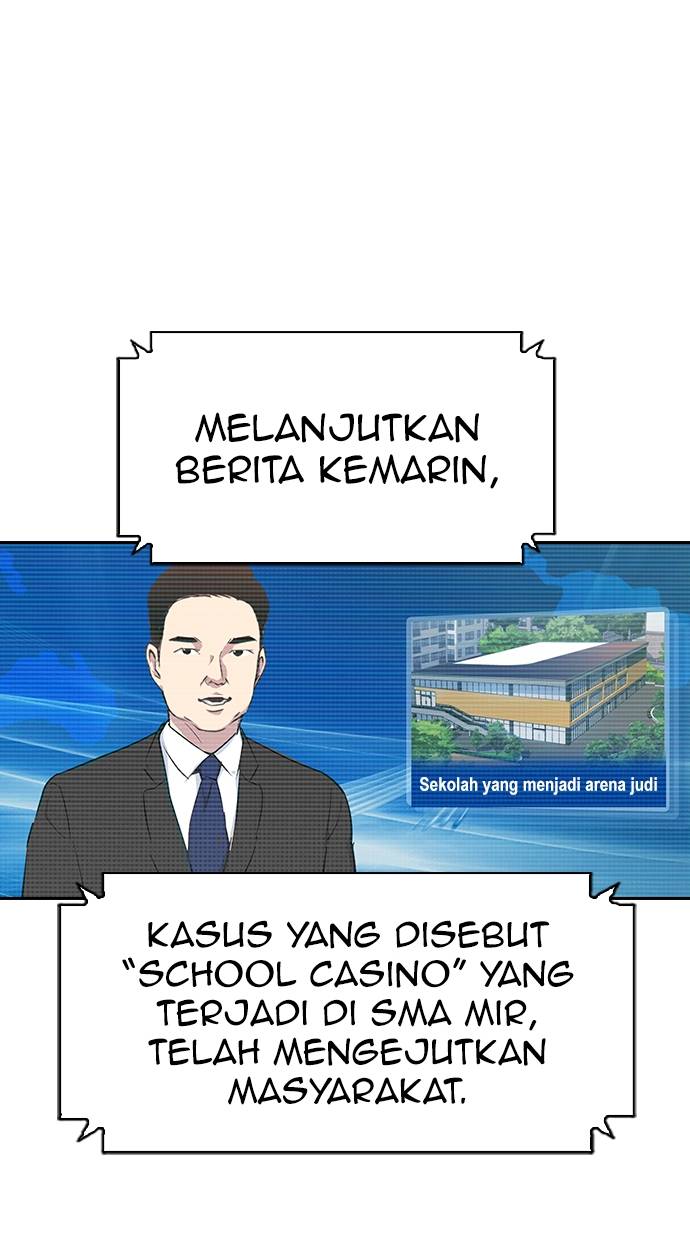 MELANJUTKAN
BERITA KEMARIN,
Sekolah yang menjadi arena judi
KASUS YANG DISEBUT
“SCHOOL CASINO” YANG
TERJADI DI SMA MIR,
TELAH MENGEJUTKAN
MASYARAKAT.